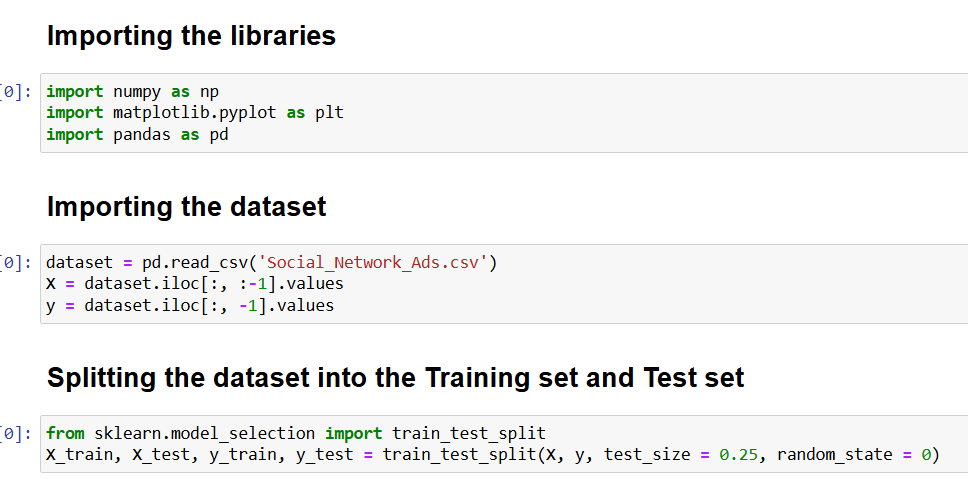 Importing the libraries
[0]: import numpy as np
import matplotlib.pyplot as plt
import pandas as pd
Importing the dataset
[0]: dataset = pd.read_csv('Social_Network_Ads.csv')
X = dataset.iloc[:, :-1].values
y = dataset.iloc[:, -1].values
Splitting the dataset into the Training set and Test set
[0]: from sklearn.model_selection import train_test_split
X_train, X_test, y_train, y_test = train_test_split(X, y, test_size = 0.25, random_state = 0)